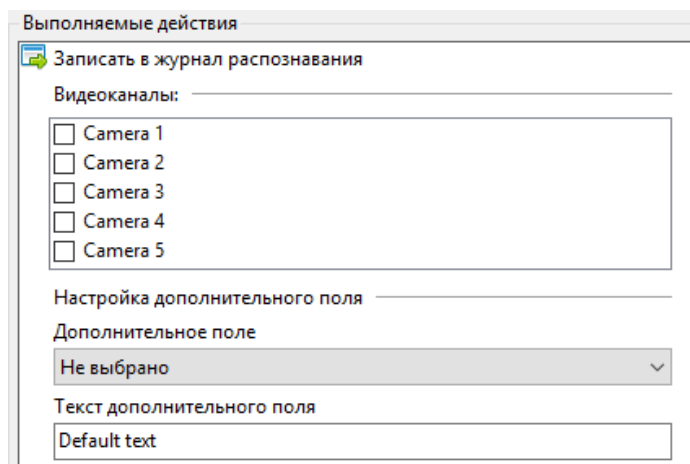 Выполняемые действия
Записать в журнал распознавания
Видеоканалы:
Camera 1
Camera 2
Camera 3
Camera 4
Camera 5
Настройка дополнительного поля
Дополнительное поле
Не выбрано
Текст дополнительного поля
Default text